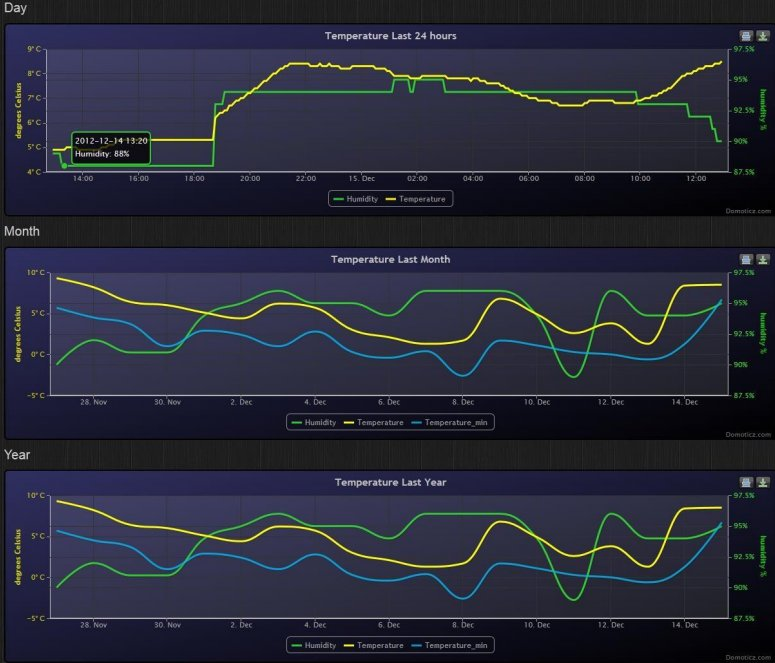 Day
Temperature Last 24 hours
9° C
8° C
7° C
6° C
5° C
4° C
degrees Celsius
97.5%
95%
92.5%
90%
87.5%
humidity %
2012-12-14 13:20
Humidity: 88%
14:00 16:00 18:00 20:00 22:00 15. Dec 02:00 04:00 06:00 08:00 10:00 12:00
Humidity Temperature
Domoticz.com
Month
Temperature Last Month
10° C
5° C
0° C
-5° C
degrees Celsius
97.5%
95%
92.5%
90%
87.5%
humidity %
28. Nov 30. Nov 2. Dec 4. Dec 6. Dec 8. Dec 10. Dec 12. Dec 14. Dec
Humidity Temperature Temperature_min
Domoticz.com
Year
Temperature Last Year
10° C
5° C
0° C
-5° C
degrees Celsius
97.5%
95%
92.5%
90%
87.5%
humidity %
28. Nov 30. Nov 2. Dec 4. Dec 6. Dec 8. Dec 10. Dec 12. Dec 14. Dec
Humidity Temperature Temperature_min
Domoticz.com